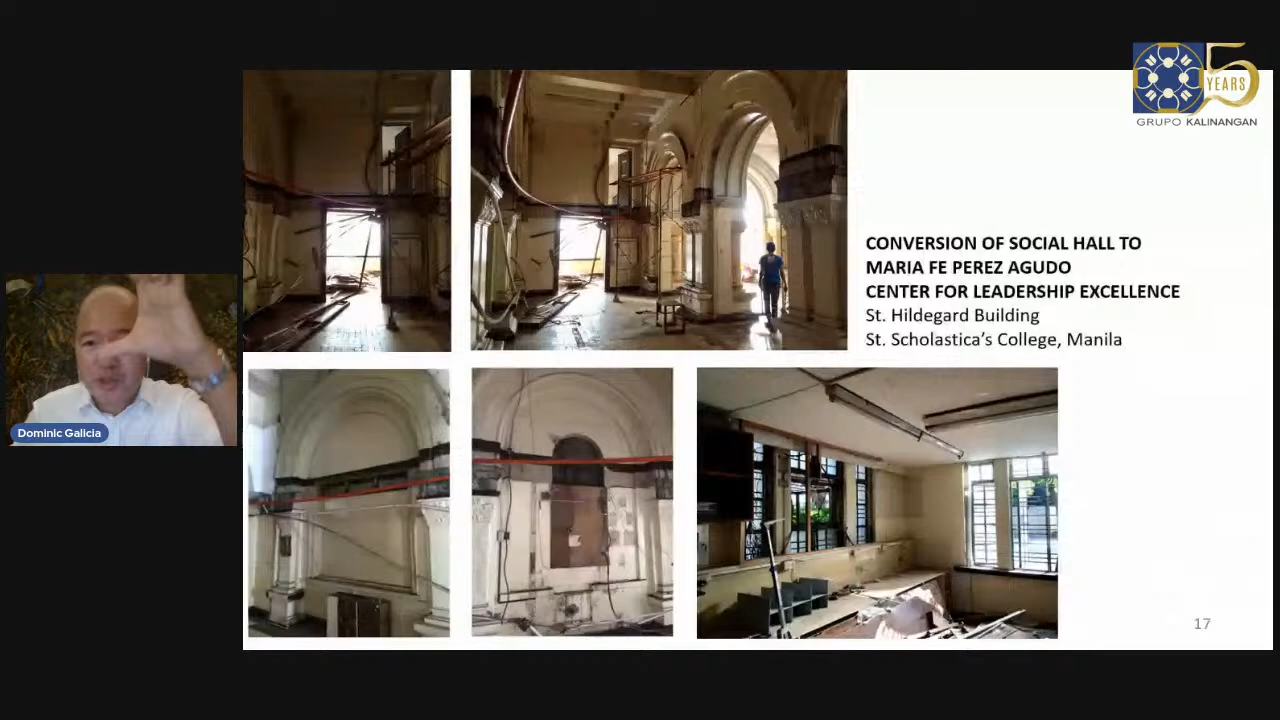 5
YEARS
GRUPO KALINANGAN
CONVERSION OF SOCIAL HALL TO
MARIA FE PEREZ AGUDO
CENTER FOR LEADERSHIP EXCELLENCE
St. Hildegard Building
St. Scholastica's College, Manila
Dominic Galicia
17